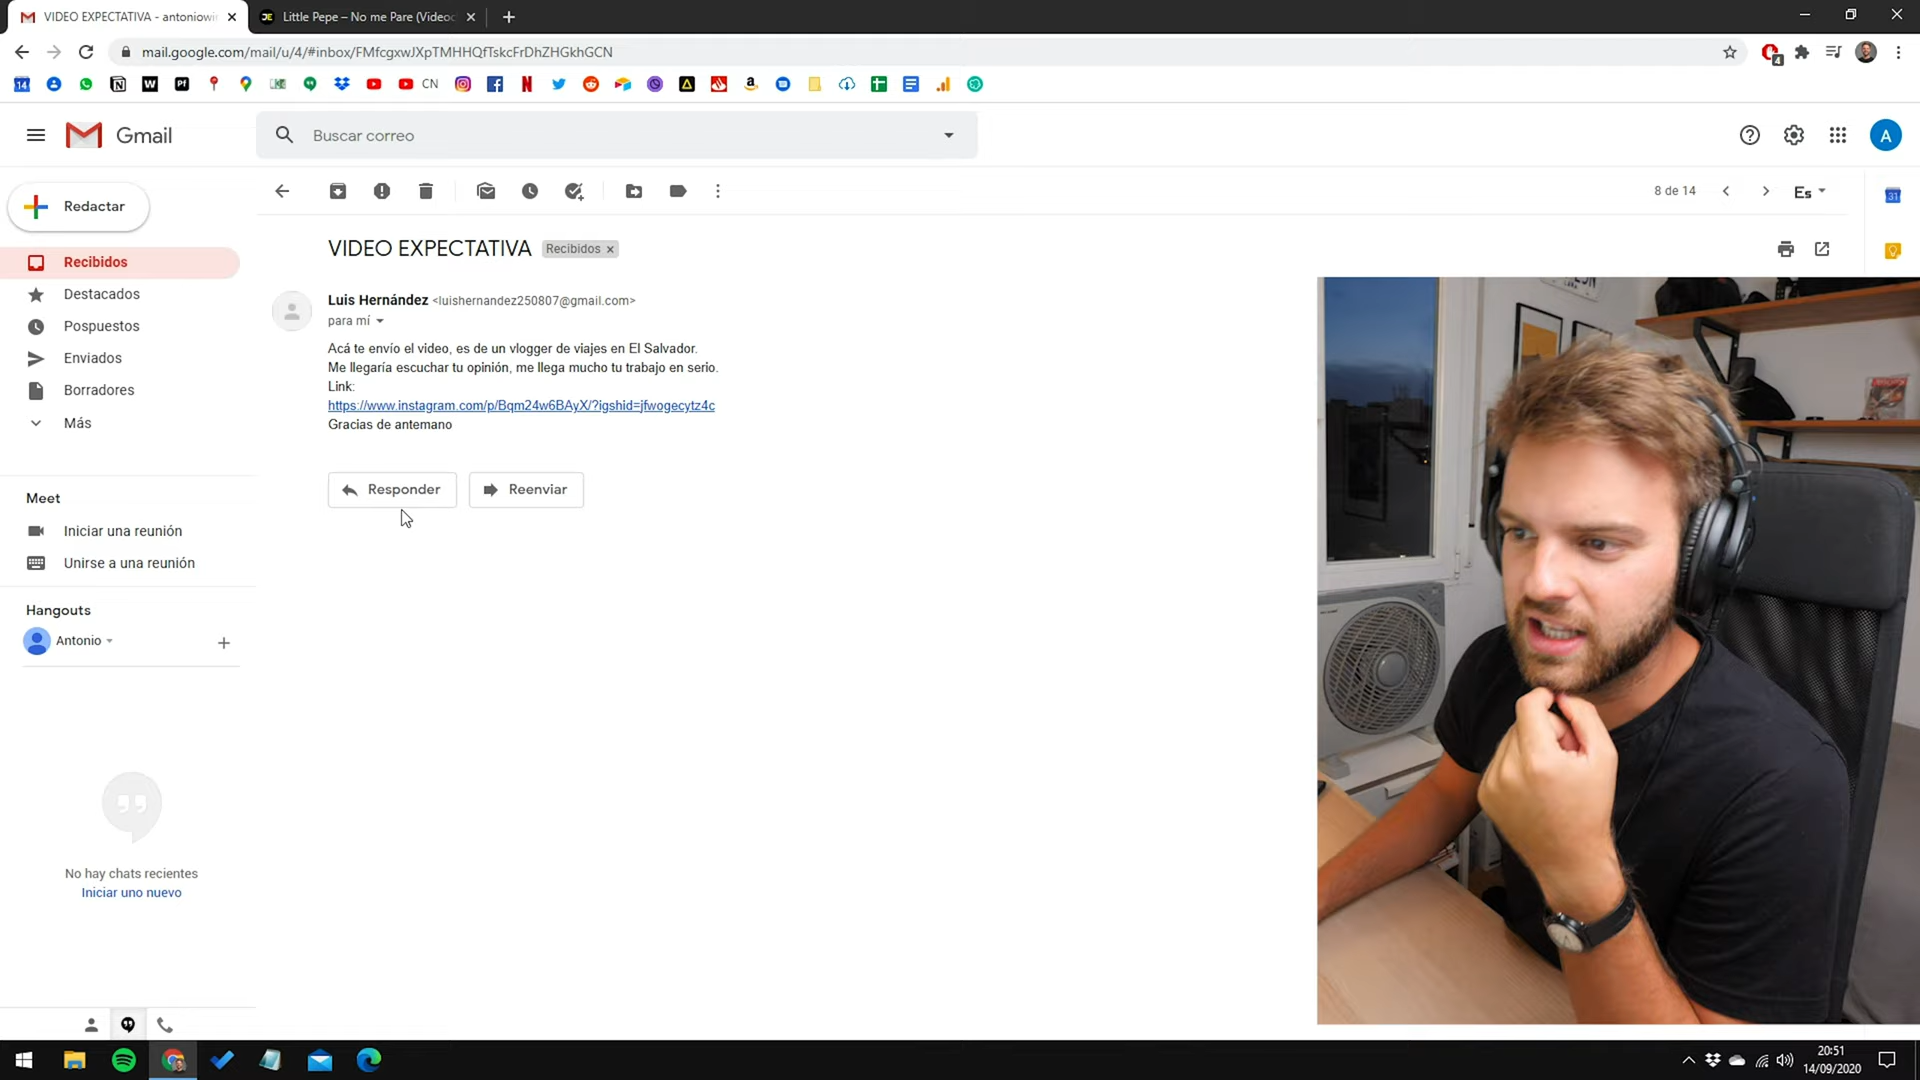 VIDEO EXPECTATIVA - antoniowi
Little Pepe – No me Pare (Videoc
mail.google.com/mail/u/4/#inbox/FMfcgxwJXpTMHHQfTskcFrDhZHGkhGCN
4
14
W
Pf
CN
Gmail
Buscar correo
A
Redactar
8 de 14
Es
31
VIDEO EXPECTATIVA
Recibidos x
Recibidos
Destacados
Pospuestos
Enviados
Borradores
Más
Luis Hernández <luishernandez250807@gmail.com>
para mí
Acá te envío el video, es de un vlogger de viajes en El Salvador.
Me llegaría escuchar tu opinión, me llega mucho tu trabajo en serio.
Link:
https://www.instagram.com/p/Bqm24w6BAyX/?igshid=jfwogecytz4c
Gracias de antemano
Responder
Reenviar
Meet
Iniciar una reunión
Unirse a una reunión
Hangouts
Antonio
No hay chats recientes
Iniciar uno nuevo
20:51
14/09/2020